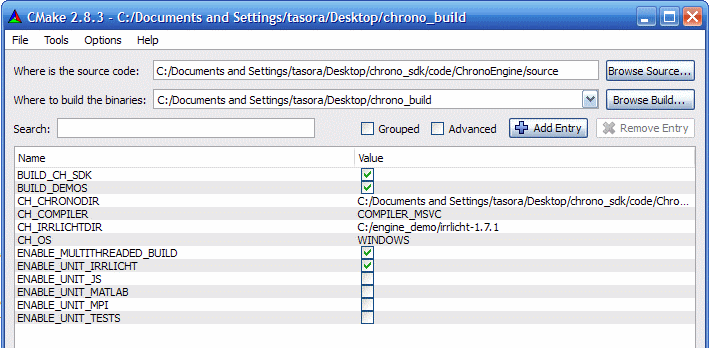 CMake 2.8.3 - C:/Documents and Settings/tasora/Desktop/chrono_build
File Tools Options Help
Where is the source code: C:/Documents and Settings/tasora/Desktop/chrono_sdk/code/ChronoEngine/source Browse Source...
Where to build the binaries: C:/Documents and Settings/tasora/Desktop/chrono_build Browse Build...
Search: Grouped Advanced Add Entry Remove Entry
Name Value
BUILD_CH_SDK
BUILD_DEMOS
CH_CHRONODIR C:/Documents and Settings/tasora/Desktop/chrono_sdk/code/Chro...
CH_COMPILER COMPILER_MSVC
CH_IRRLICHTDIR C:/engine_demo/irrlicht-1.7.1
CH_OS WINDOWS
ENABLE_MULTITHREADED_BUILD
ENABLE_UNIT_IRRLICHT
ENABLE_UNIT_JS
ENABLE_UNIT_MATLAB
ENABLE_UNIT_MPI
ENABLE_UNIT_TESTS